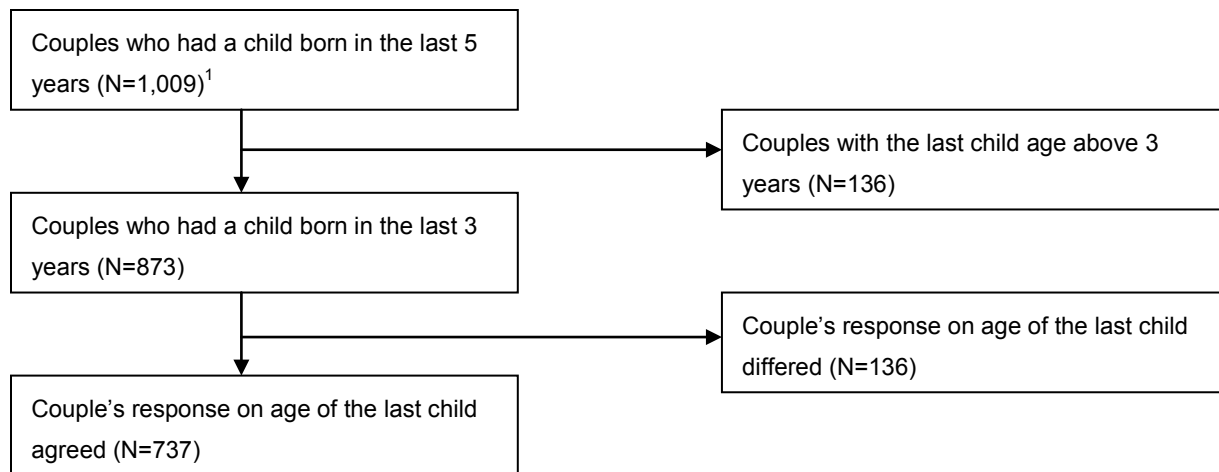 Couples who had a child born in the last 5
years (N=1,009)1
Couples with the last child age above 3
years (N=136)
Couples who had a child born in the last 3
years (N=873)
Couple’s response on age of the last child
differed (N=136)
Couple’s response on age of the last child
agreed (N=737)